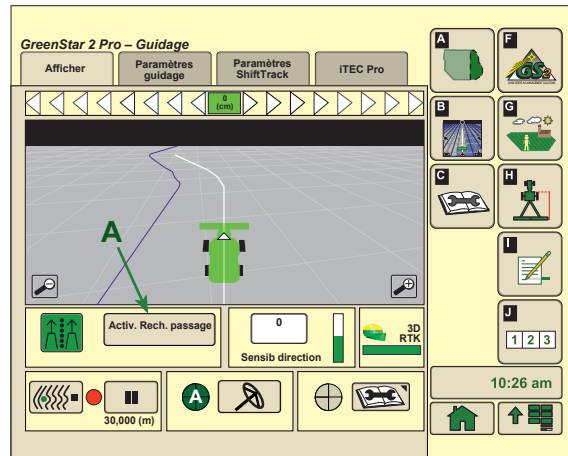 GreenStar 2 Pro – Guidage
Afficher
Paramètres
guidage
Paramètres
ShiftTrack
iTEC Pro
0
(cm)
A
Activ. Rech. passage
0
Sensib direction
3D
RTK
30,000 (m)
A
A
B
C
F
GS2
G
H
I
J
1 2 3
10:26 am